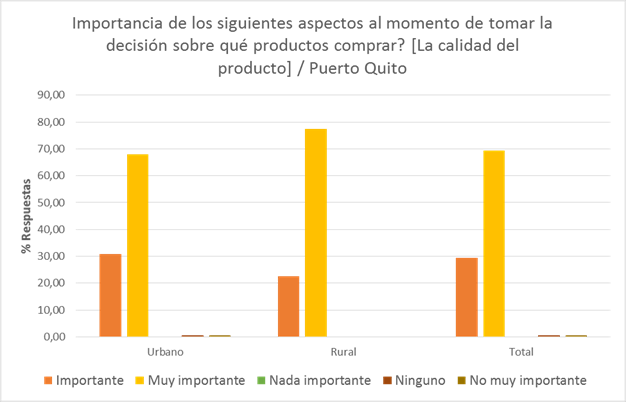 Importancia de los siguientes aspectos al momento de tomar la
decisión sobre qué productos comprar? [La calidad del
producto] / Puerto Quito
90,00
80,00
70,00
60,00
50,00
40,00
30,00
20,00
10,00
0,00
% Respuestas
Urbano Rural Total
Importante Muy importante Nada importante Ninguno No muy importante